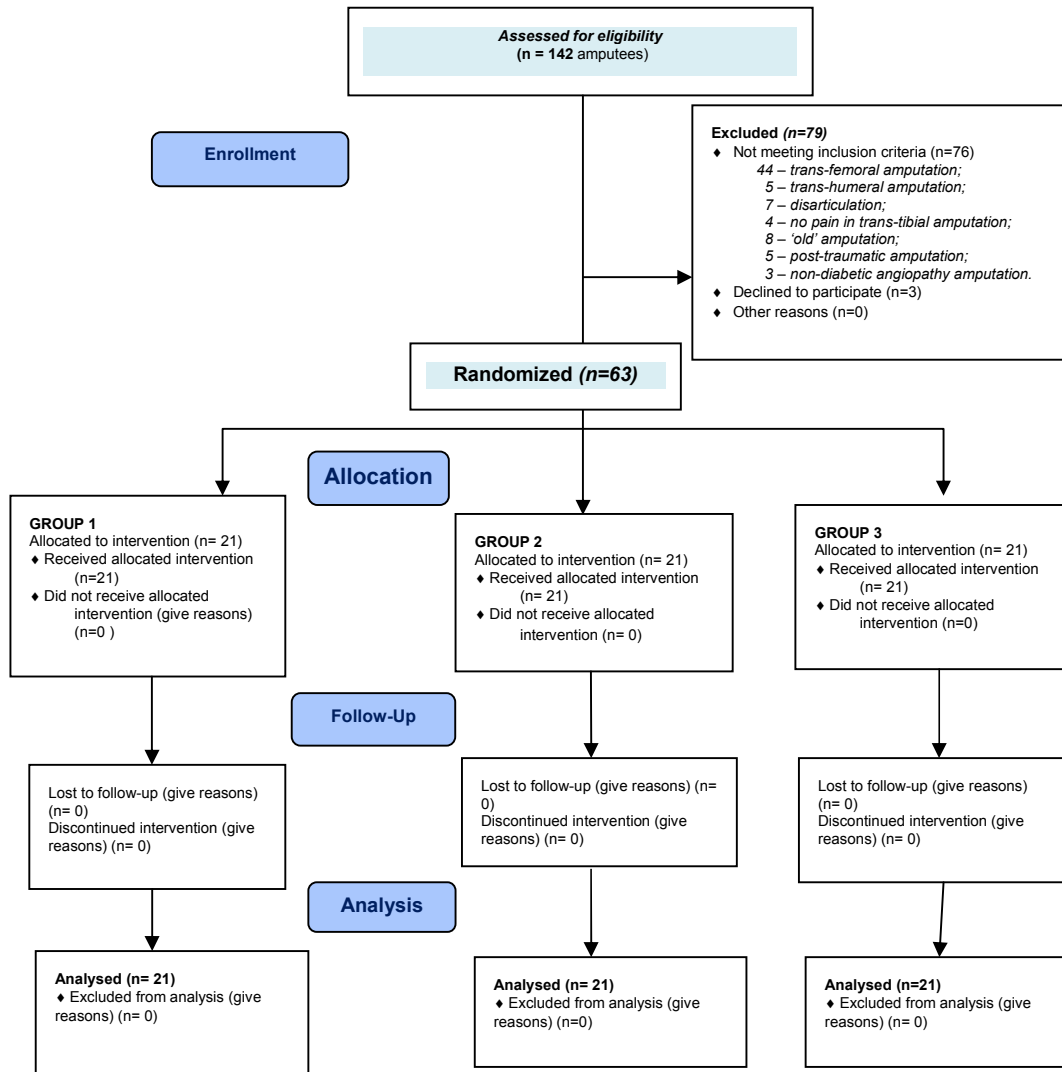 Assessed for eligibility
(n = 142 amputees)
Enrollment
Excluded (n=79)
♦ Not meeting inclusion criteria (n=76)
44 – trans-femoral amputation;
5 – trans-humeral amputation;
7 – disarticulation;
4 – no pain in trans-tibial amputation;
8 – ‘old’ amputation;
5 – post-traumatic amputation;
3 – non-diabetic angiopathy amputation.
♦ Declined to participate (n=3)
♦ Other reasons (n=0)
Randomized (n=63)
Allocation
GROUP 1
Allocated to intervention (n= 21)
♦ Received allocated intervention
(n=21)
♦ Did not receive allocated
intervention (give reasons)
(n=0 )
GROUP 2
Allocated to intervention (n= 21)
♦ Received allocated intervention
(n= 21)
♦ Did not receive allocated
intervention (n= 0)
GROUP 3
Allocated to intervention (n= 21)
♦ Received allocated intervention
(n= 21)
♦ Did not receive allocated
intervention (n=0)
Follow-Up
Lost to follow-up (give reasons)
(n= 0)
Discontinued intervention (give
reasons) (n= 0)
Lost to follow-up (give reasons) (n=
0)
Discontinued intervention (give
reasons) (n= 0)
Lost to follow-up (give reasons)
(n= 0)
Discontinued intervention (give
reasons) (n= 0)
Analysis
Analysed (n= 21)
♦ Excluded from analysis (give
reasons) (n= 0)
Analysed (n= 21)
♦ Excluded from analysis (give
reasons) (n=0)
Analysed (n=21)
♦ Excluded from analysis (give
reasons) (n= 0)